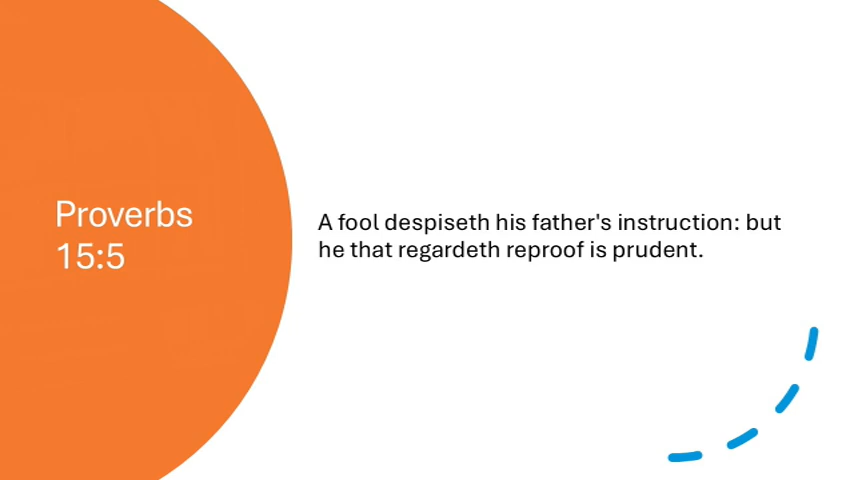 Proverbs
15:5
A fool despiseth his father's instruction: but
he that regardeth reproof is prudent.